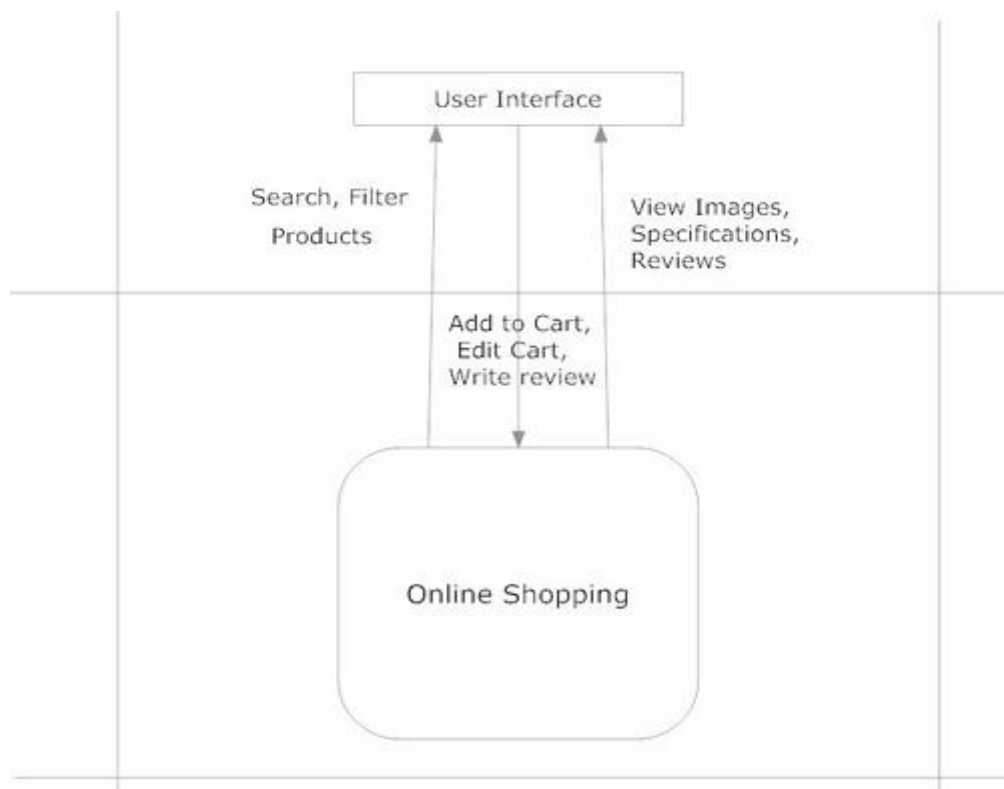 User Interface
Search, Filter
Products
View Images,
Specifications,
Reviews
Add to Cart,
Edit Cart,
Write review
Online Shopping